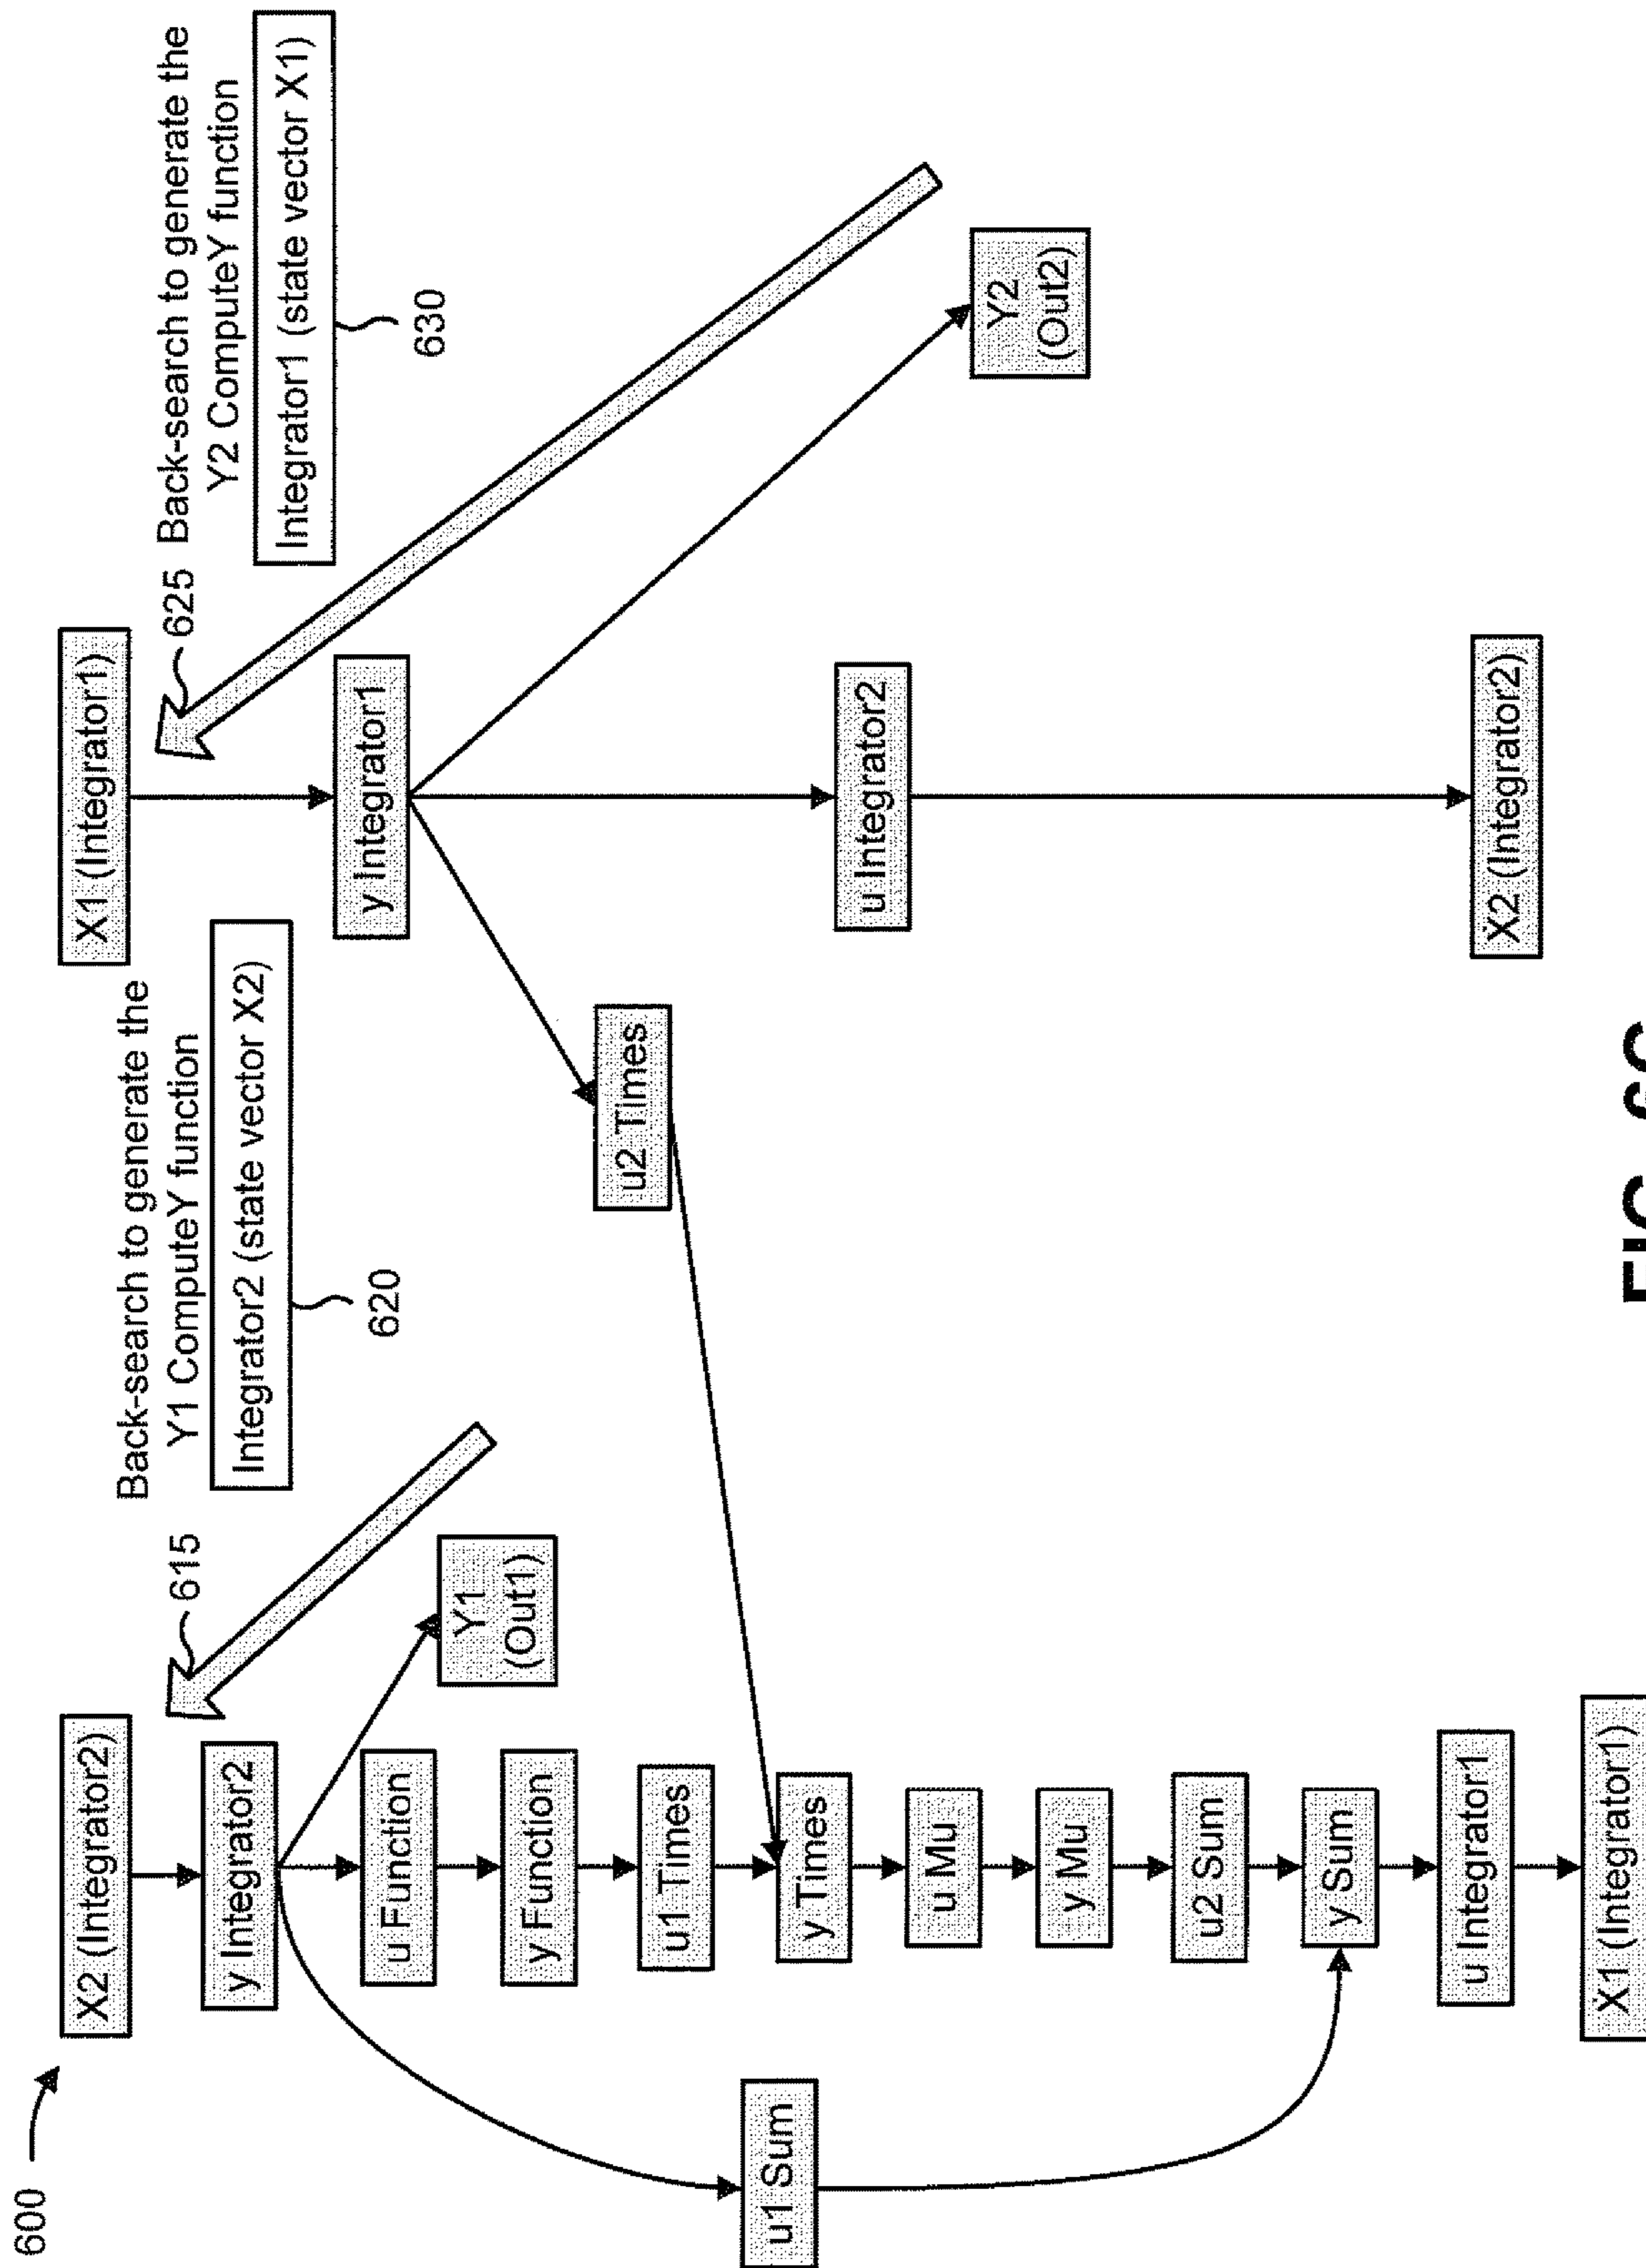 600
X2 (Integrator2)
615
Back-search to generate the
Y1 ComputeY function
Integrator2 (state vector X2)
620
X1 (Integrator1)
625
Back-search to generate the
Y2 ComputeY function
Integrator1 (state vector X1)
630
y Integrator2
y Integrator1
Y1
(Out1)
u Function
y Function
u1 Times
u2 Times
u1 Sum
y Times
u Integrator2
Y2
(Out2)
u Mu
y Mu
u2 Sum
y Sum
u Integrator1
Ẋ1 (Integrator1)
Ẋ2 (Integrator2)